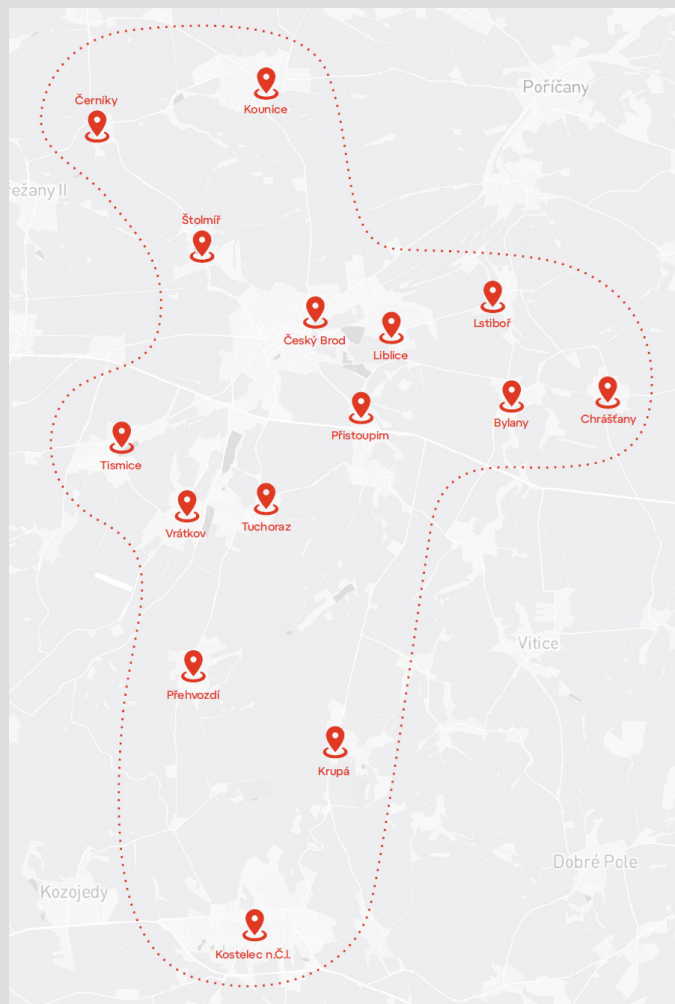 Kounice
Poříčany
Černíky
ežany II
Štolmíř
Lstiboř
Český Brod
Liblice
Chrášťany
Bylany
Přistoupim
Tismice
Tuchoraz
Vrátkov
Vitice
Přehvozdí
Krupá
Dobré Pole
Kozojedy
Kostelec n.Č.l.